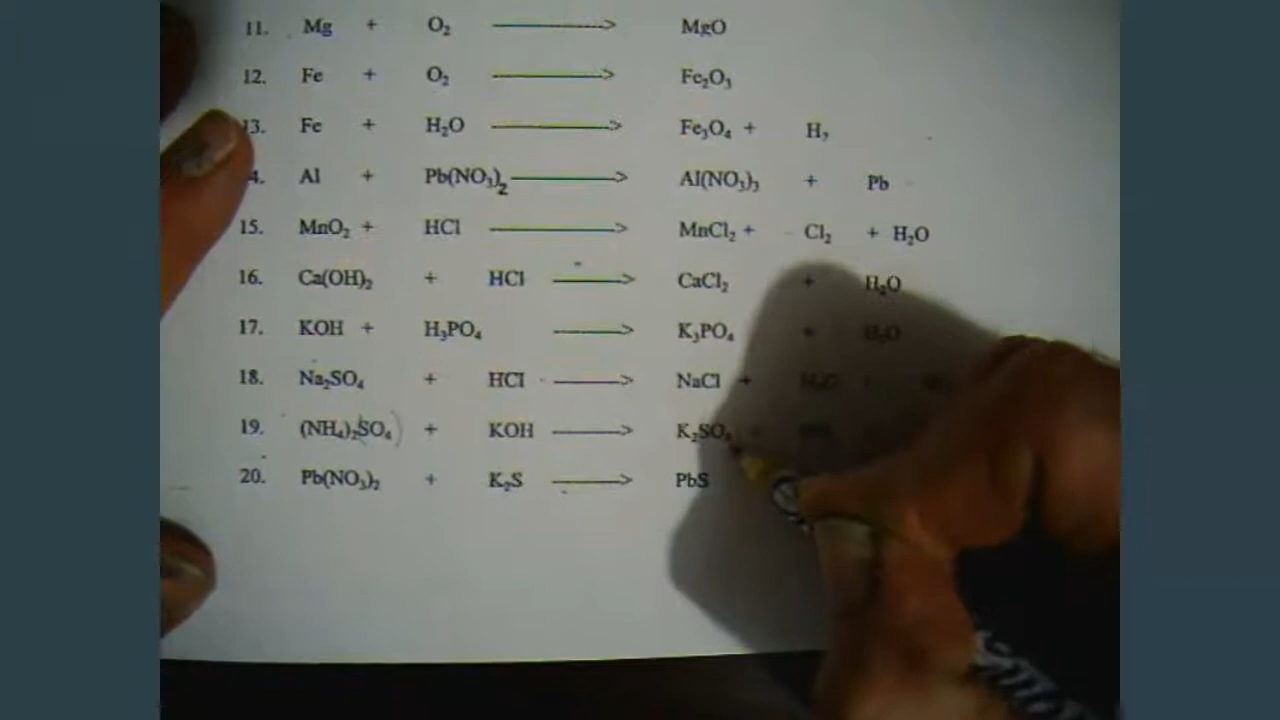 11. Mg + O₂ ⟶ MgO
12. Fe + O₂ ⟶ Fe₂O₃
13. Fe + H₂O ⟶ Fe₃O₄ + H₂
4. Al + Pb(NO₃)₂ ⟶ Al(NO₃)₃ + Pb
15. MnO₂ + HCl ⟶ MnCl₂ + Cl₂ + H₂O
16. Ca(OH)₂ + HCl ⟶ CaCl₂ + H₂O
17. KOH + H₃PO₄ ⟶ K₃PO₄ + H₂O
18. Na₂SO₄ + HCl ⟶ NaCl +
19. (NH₄)₂SO₄) + KOH ⟶ K₂SO₄ +
20. Pb(NO₃)₂ + K₂S ⟶ PbS